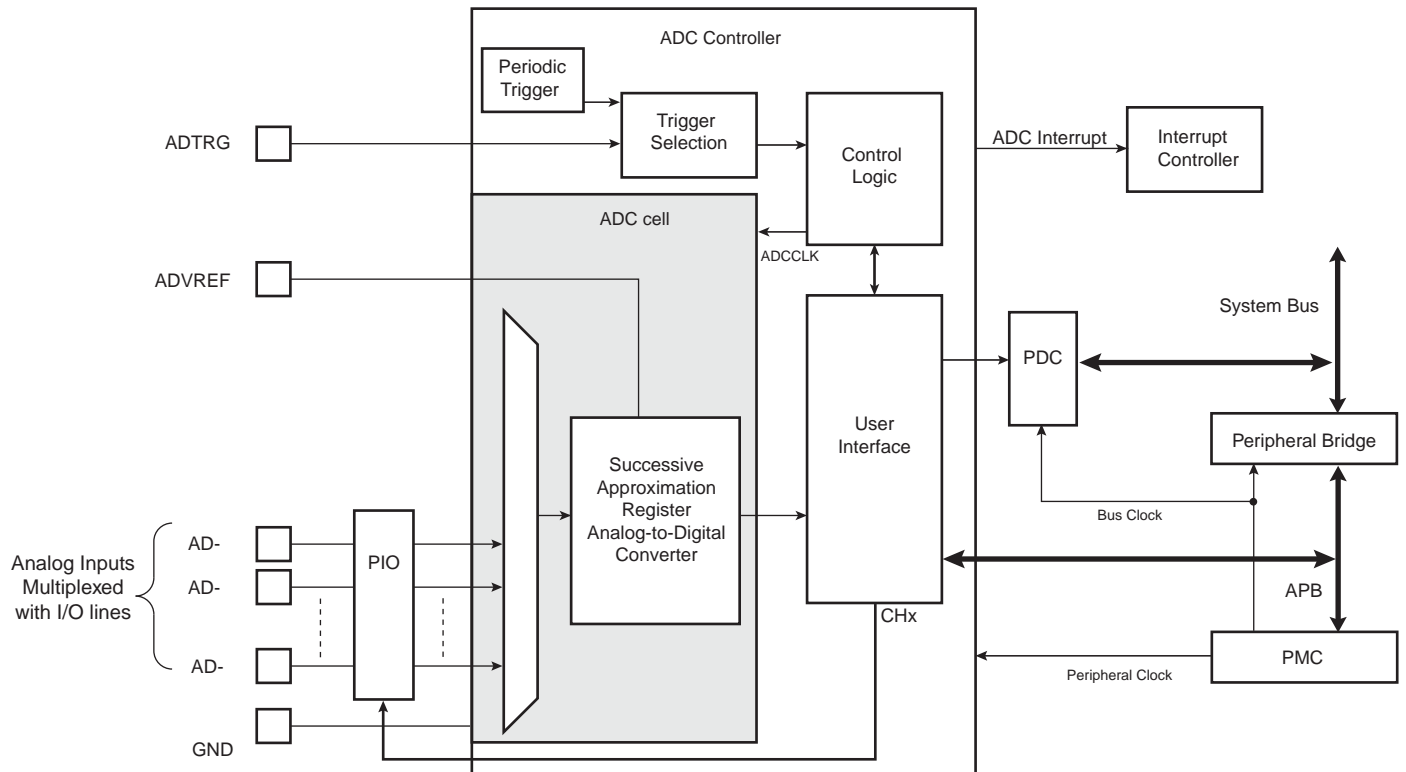 ADC Controller
Periodic
Trigger
ADTRG
Trigger
Selection
Control
Logic
ADC Interrupt
Interrupt
Controller
ADC cell
ADCCLK
ADVREF
System Bus
PDC
User
Interface
Peripheral Bridge
Successive
Approximation
Register
Analog-to-Digital
Converter
Bus Clock
Analog Inputs
Multiplexed
with I/O lines
AD-
AD-
AD-
PIO
APB
CHx
PMC
Peripheral Clock
GND